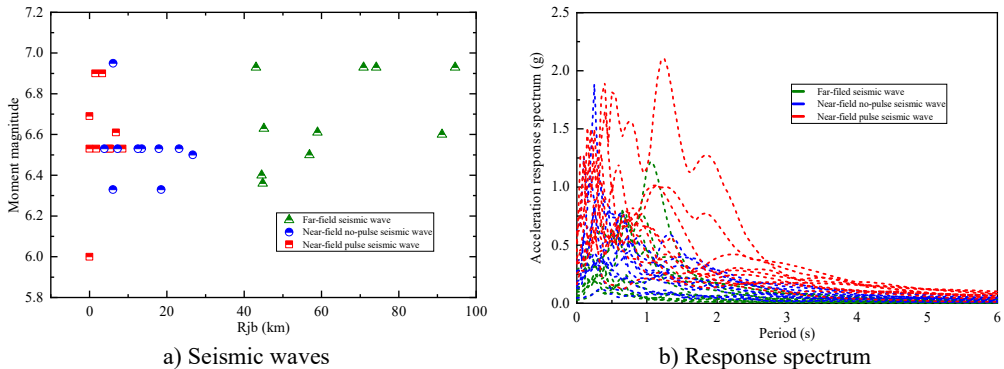 7.2
7.0
6.8
6.6
6.4
6.2
6.0
5.8
Moment magnitude
0 20 40 60 80 100
Rjb (km)
Far-field seismic wave
Near-field no-pulse seismic wave
Near-field pulse seismic wave
a) Seismic waves
2.5
2.0
1.5
1.0
0.5
0.0
Acceleration response spectrum (g)
0 1 2 3 4 5 6
Period (s)
Far-filed seismic wave
Near-field no-pulse seismic wave
Near-field pulse seismic wave
b) Response spectrum